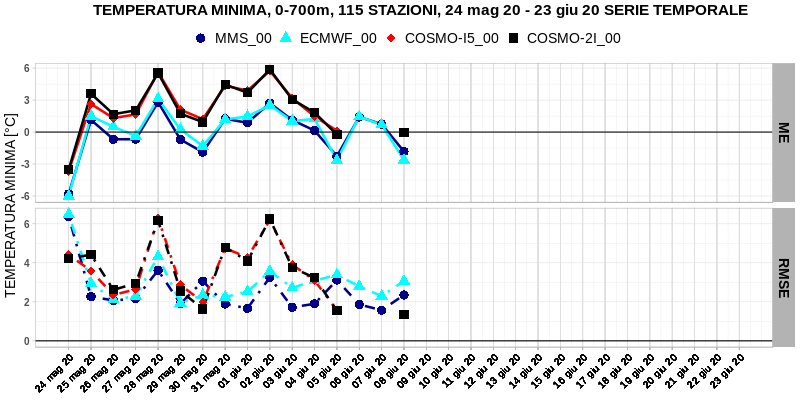 TEMPERATURA MINIMA, 0-700m, 115 STAZIONI, 24 mag 20 - 23 giu 20 SERIE TEMPORALE
MMS_00 ECMWF_00 COSMO-I5_00 COSMO-2I_00
TEMPERATURA MINIMA [°C]
6
3
0
-3
-6
ME
6
4
2
0
RMSE
24 mag 20
25 mag 20
26 mag 20
27 mag 20
28 mag 20
29 mag 20
30 mag 20
31 mag 20
01 giu 20
02 giu 20
03 giu 20
04 giu 20
05 giu 20
06 giu 20
07 giu 20
08 giu 20
09 giu 20
10 giu 20
11 giu 20
12 giu 20
13 giu 20
14 giu 20
15 giu 20
16 giu 20
17 giu 20
18 giu 20
19 giu 20
20 giu 20
21 giu 20
22 giu 20
23 giu 20